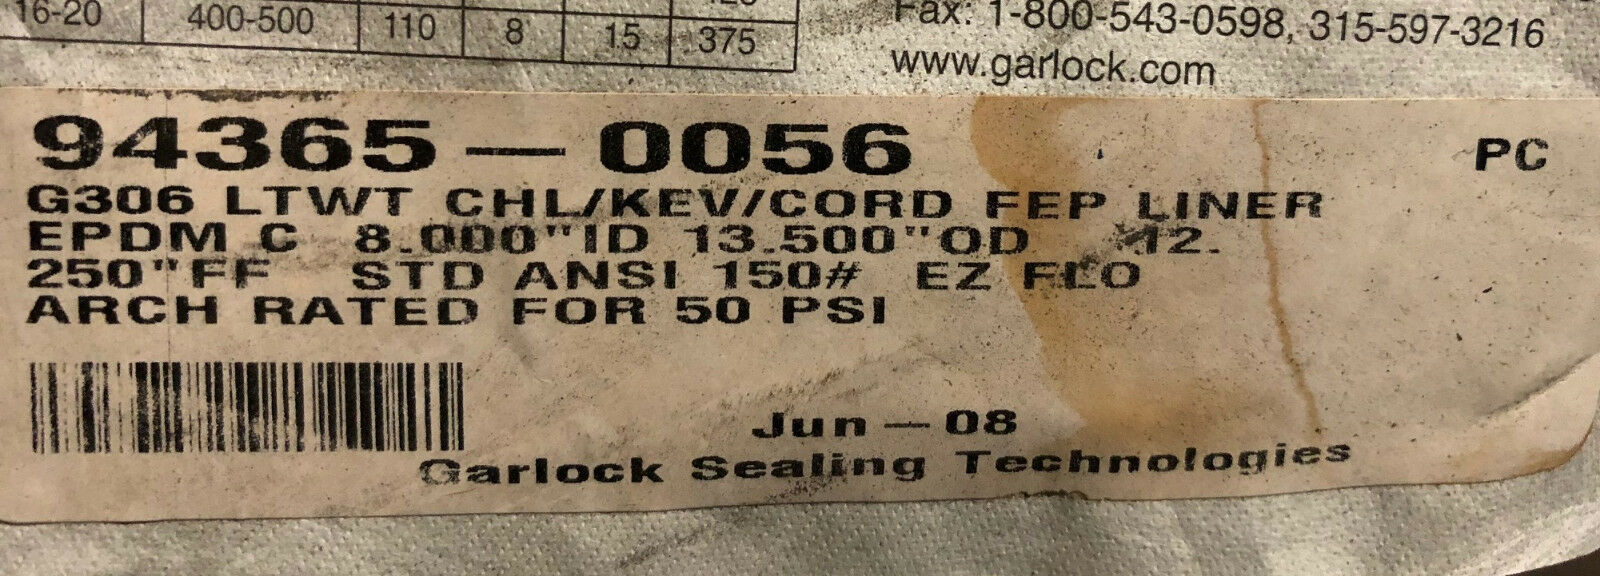 16-20 400-500 110 8 15 375
Fax: 1-800-543-0598, 315-597-3216
www.garlock.com
94365-0056 PC
G306 LTWT CHL/KEV/CORD FEP LINER
EPDM C 8.000"ID 13.500"OD 12.
250"FF STD ANSI 150# EZ FLO
ARCH RATED FOR 50 PSI
Jun-08
Garlock Sealing Technologies